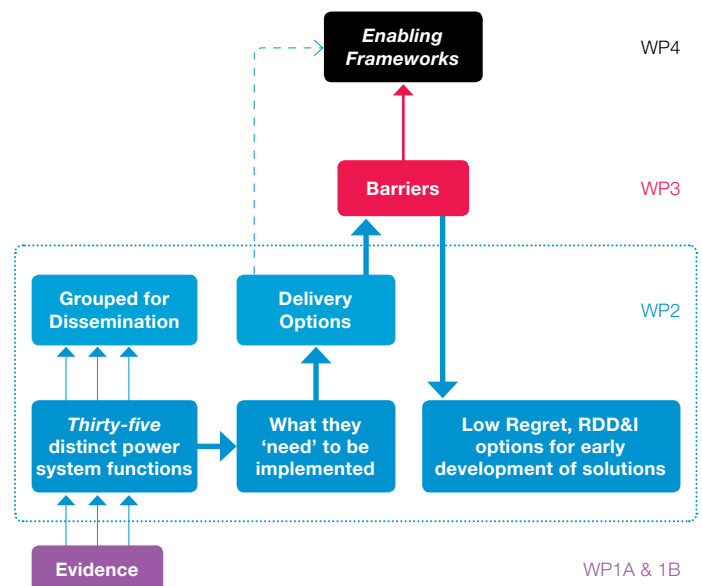 Enabling
Frameworks
WP4
Barriers
WP3
Grouped for
Dissemination
Delivery
Options
WP2
Thirty-five
distinct power
system functions
What they
‘need’ to be
implemented
Low Regret, RDD&I
options for early
development of solutions
Evidence
WP1A & 1B